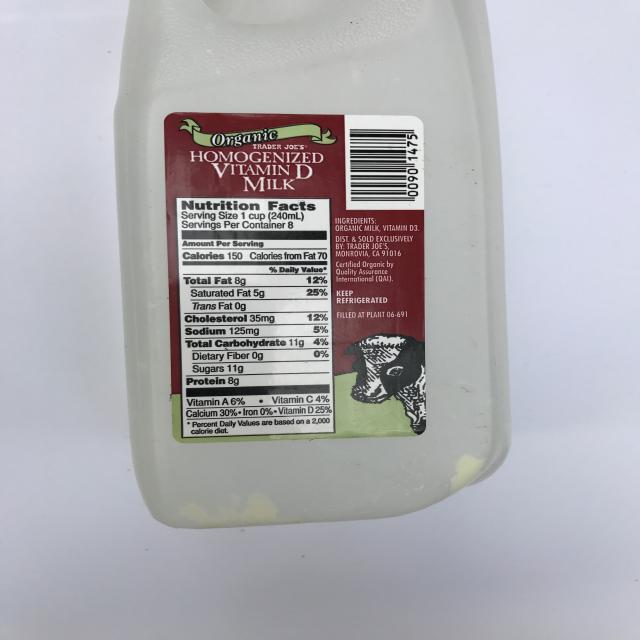 Organic
TRADER JOE'S®
HOMOGENIZED
VITAMIN D
MILK
Nutrition Facts
Serving Size 1 cup (240mL)
Servings Per Container 8
Amount Per Serving
Calories 150 Calories from Fat 70
% Daily Value*
Total Fat 8g 12%
Saturated Fat 5g 25%
Trans Fat 0g
Cholesterol 35mg 12%
Sodium 125mg 5%
Total Carbohydrate 11g 4%
Dietary Fiber 0g 0%
Sugars 11g
Protein 8g
Vitamin A 6% • Vitamin C 4%
Calcium 30% • Iron 0% • Vitamin D 25%
* Percent Daily Values are based on a 2,000
calorie diet.
0090 1475
INGREDIENTS:
ORGANIC MILK, VITAMIN D3.
DIST. & SOLD EXCLUSIVELY
BY: TRADER JOE'S,
MONROVIA, CA 91016
Certified Organic by
Quality Assurance
International (QAI).
KEEP
REFRIGERATED
FILLED AT PLANT 06-691